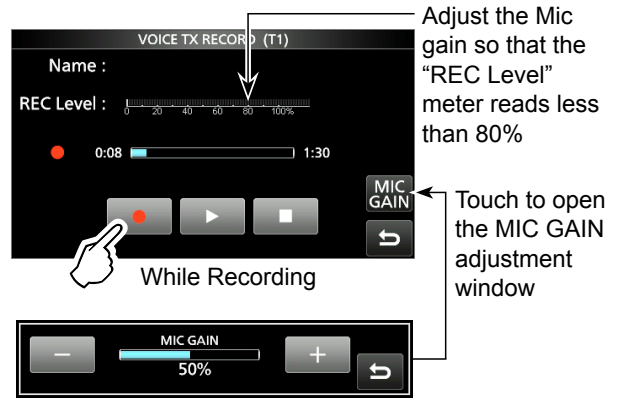 VOICE TX RECORD (T1)
Name :
REC Level :
0 20 40 60 80 100%
0:08 1:30
MIC
GAIN
While Recording
Adjust the Mic
gain so that the
“REC Level”
meter reads less
than 80%
Touch to open
the MIC GAIN
adjustment
window
MIC GAIN
− +
50%